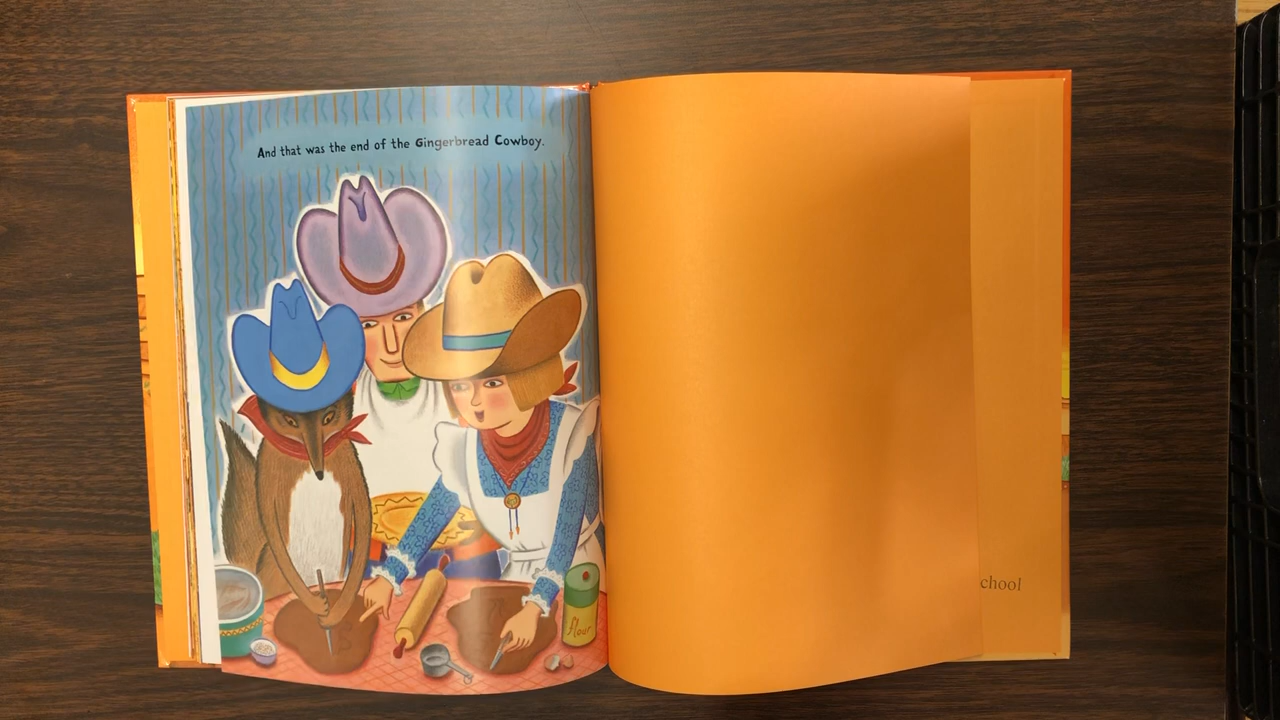 And that was the end of the Gingerbread Cowboy.
flour
chool